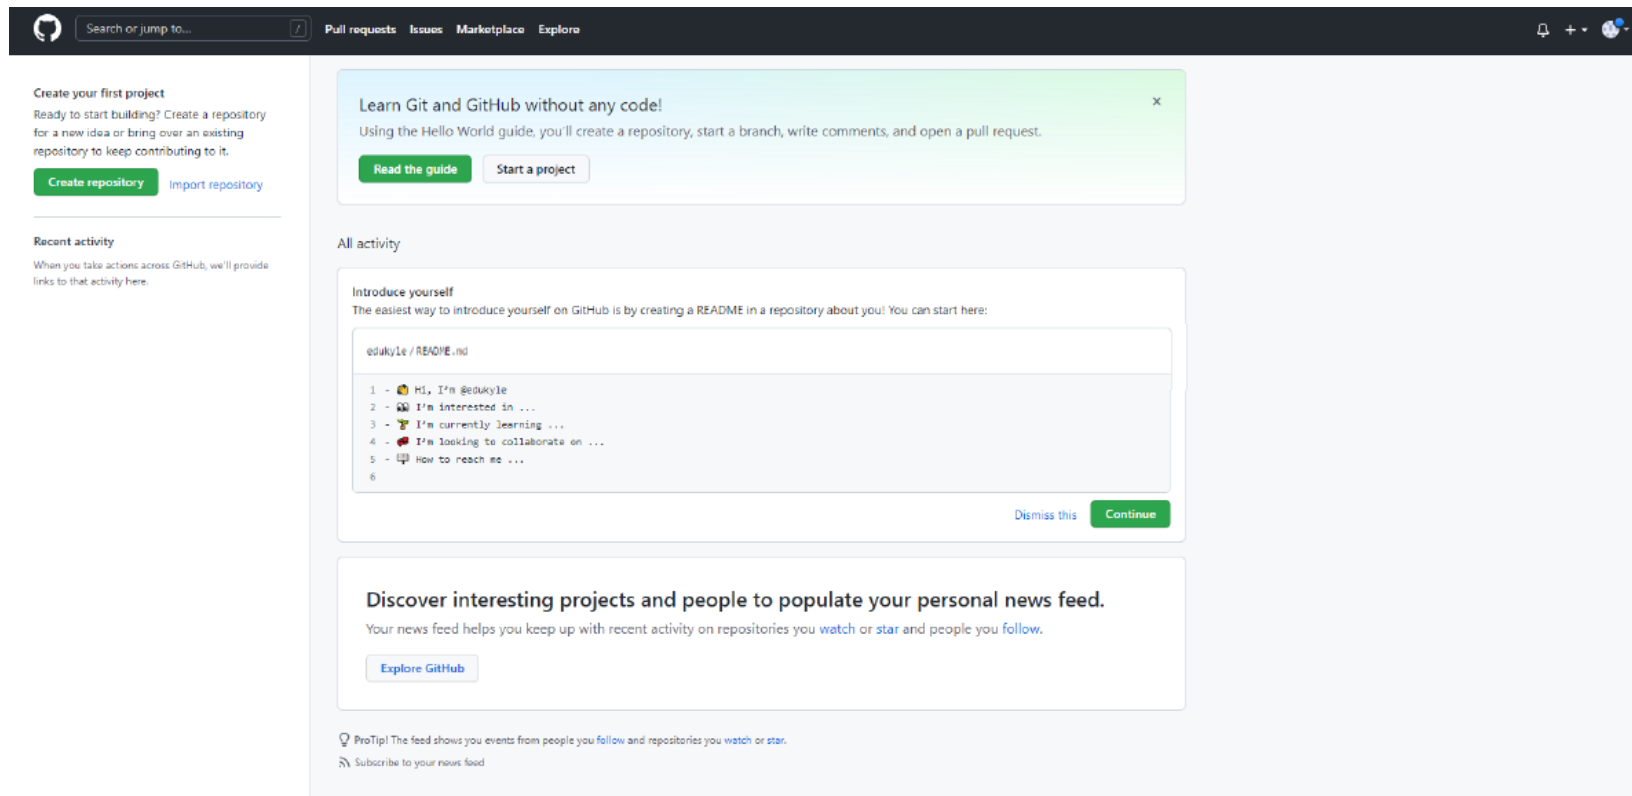 Search or jump to... /
Pull requests Issues Marketplace Explore
Create your first project
Ready to start building? Create a repository
for a new idea or bring over an existing
repository to keep contributing to it.
Create repository Import repository
Recent activity
When you take actions across GitHub, we'll provide
links to that activity here.
Learn Git and GitHub without any code!
Using the Hello World guide, you'll create a repository, start a branch, write comments, and open a pull request.
Read the guide Start a project
All activity
Introduce yourself
The easiest way to introduce yourself on GitHub is by creating a README in a repository about you! You can start here:
edukyle / README.md
1 - 👋 Hi, I'm @edukyle
2 - 👀 I'm interested in ...
3 - 🌱 I'm currently learning ...
4 - 💞️ I'm looking to collaborate on ...
5 - 📫 How to reach me ...
6
Dismiss this Continue
Discover interesting projects and people to populate your personal news feed.
Your news feed helps you keep up with recent activity on repositories you watch or star and people you follow.
Explore GitHub
ProTip! The feed shows you events from people you follow and repositories you watch or star.
Subscribe to your news feed